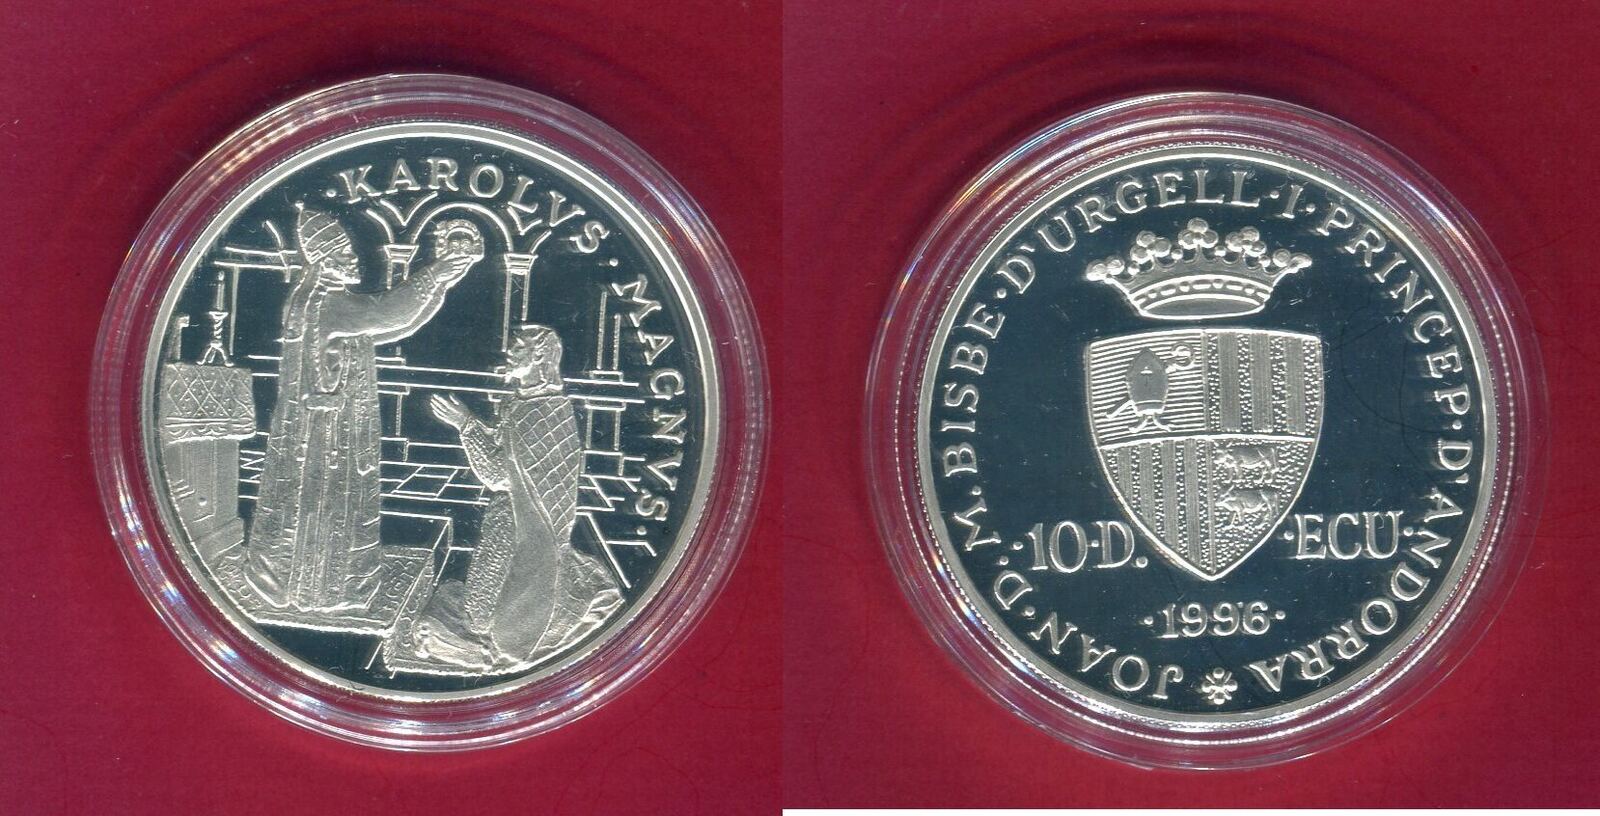 ·KAROLVS·MAGNVS·
JOAN·D.M.BISBE·D'URGELL·I·PRINCEP·D'ANDORRA
·10·D.
·ECU·
·1996·